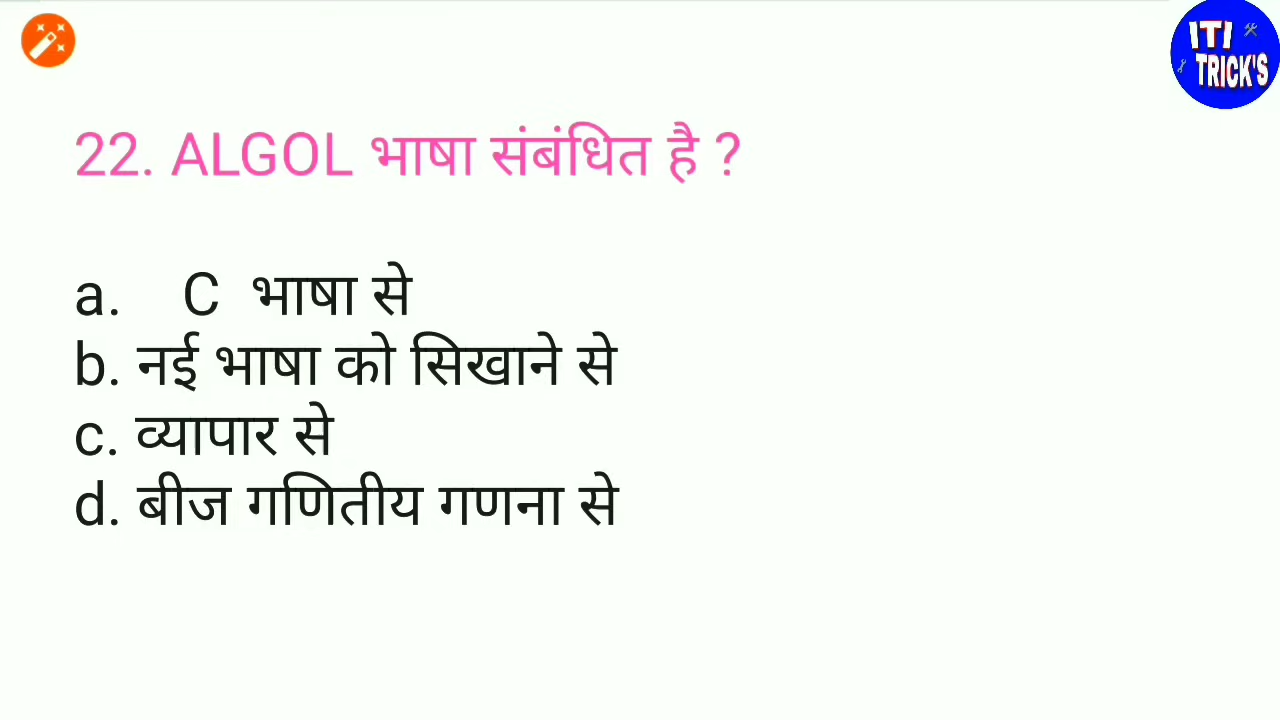 ITI
TRICK'S
22. ALGOL भाषा संबंधित है ?
a. C भाषा से
b. नई भाषा को सिखाने से
c. व्यापार से
d. बीज गणितीय गणना से